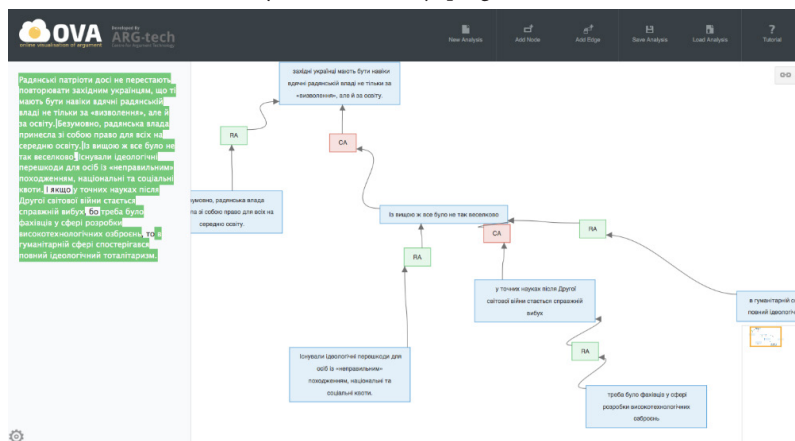 OVA
Developed By
ARG-tech
online visualisation of argument
Centre for Argument Technology
New Analysis
Add Node
Add Edge
Save Analysis
Load Analysis
Tutorial
Радянські патріоти досі не перестають
повторювати західним українцям, що ті
мають бути навіки вдячні радянській
владі не тільки за «визволення», але й
за освіту. Безумовно, радянська влада
принесла зі собою право для всіх на
середню освіту. Із вищою ж все було не
так веселково. Існували ідеологічні
перешкоди для осіб із «неправильним»
походженням, національні та соціальні
квоти. І якщо у точних науках після
Другої світової війни стається
справжній вибух, бо треба було
фахівців у сфері розробки
високотехнологічних озброєнь, то в
гуманітарній сфері спостерігався
повний ідеологічний тоталітаризм.
західні українці мають бути навіки
вдячні радянській владі не тільки за
«визволення», але й за освіту.
RA
CA
зумовно, радянська влада
ла зі собою право для всіх на
середню освіту.
Із вищою ж все було не так веселково
CA
RA
RA
у точних науках після Другої
світової війни стається справжній
вибух
в гуманітарній с
повний ідеологіч
Існували ідеологічні перешкоди для
осіб із «неправильним»
походженням, національні та
соціальні квоти.
RA
треба було фахівців у сфері
розробки високотехнологічних
озброєнь